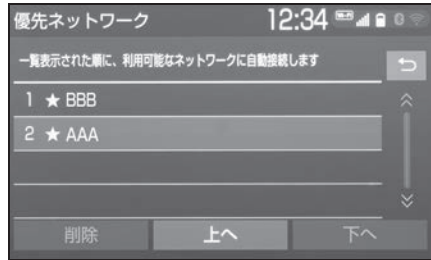 優先ネットワーク 12:34
一覧表示された順に、利用可能なネットワークに自動接続します
1 ★ BBB
2 ★ AAA
削除 上へ 下へ